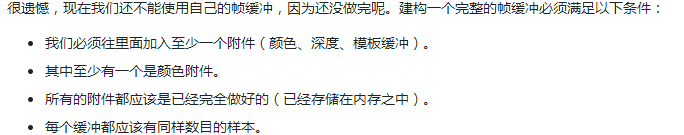 很遗憾，现在我们还不能使用自己的帧缓冲，因为还没做完呢。建构一个完整的帧缓冲必须满足以下条件：
• 我们必须往里面加入至少一个附件（颜色、深度、模板缓冲）。
• 其中至少有一个是颜色附件。
• 所有的附件都应该是已经完全做好的（已经存储在内存之中）。
• 每个缓冲都应该有同样数目的样本。